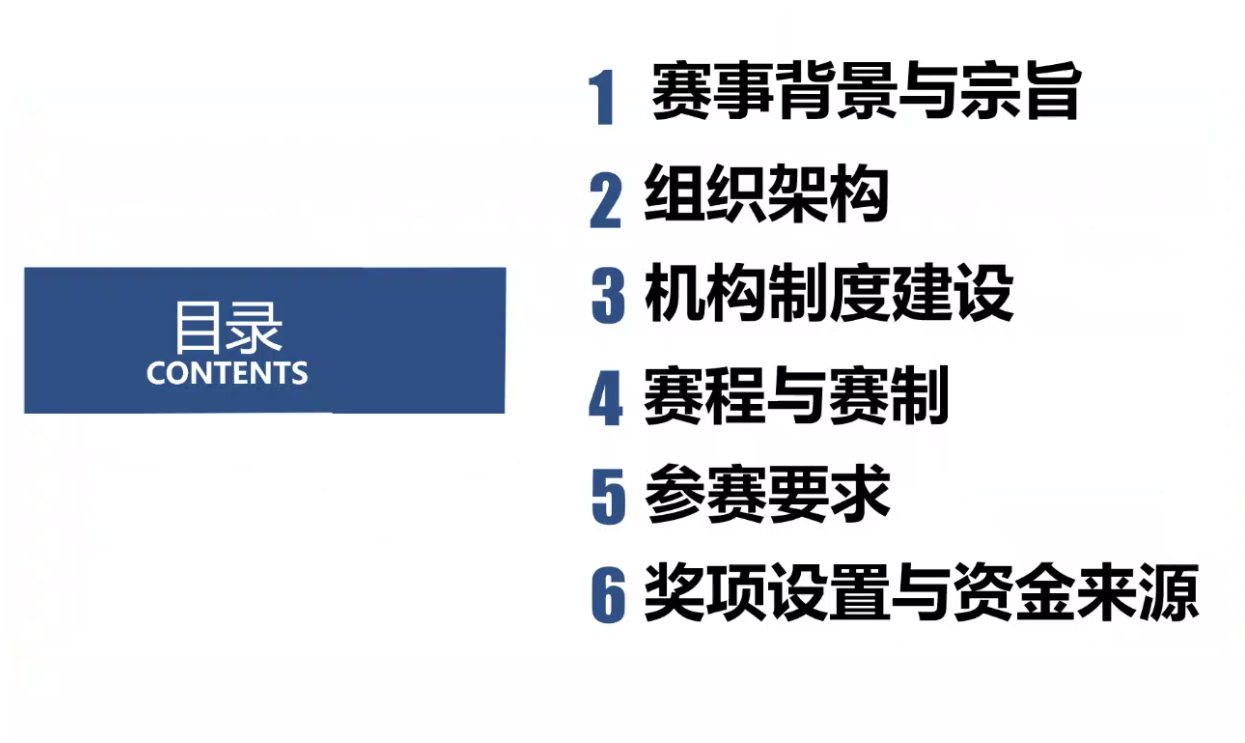 目录
CONTENTS
1 赛事背景与宗旨
2 组织架构
3 机构制度建设
4 赛程与赛制
5 参赛要求
6 奖项设置与资金来源